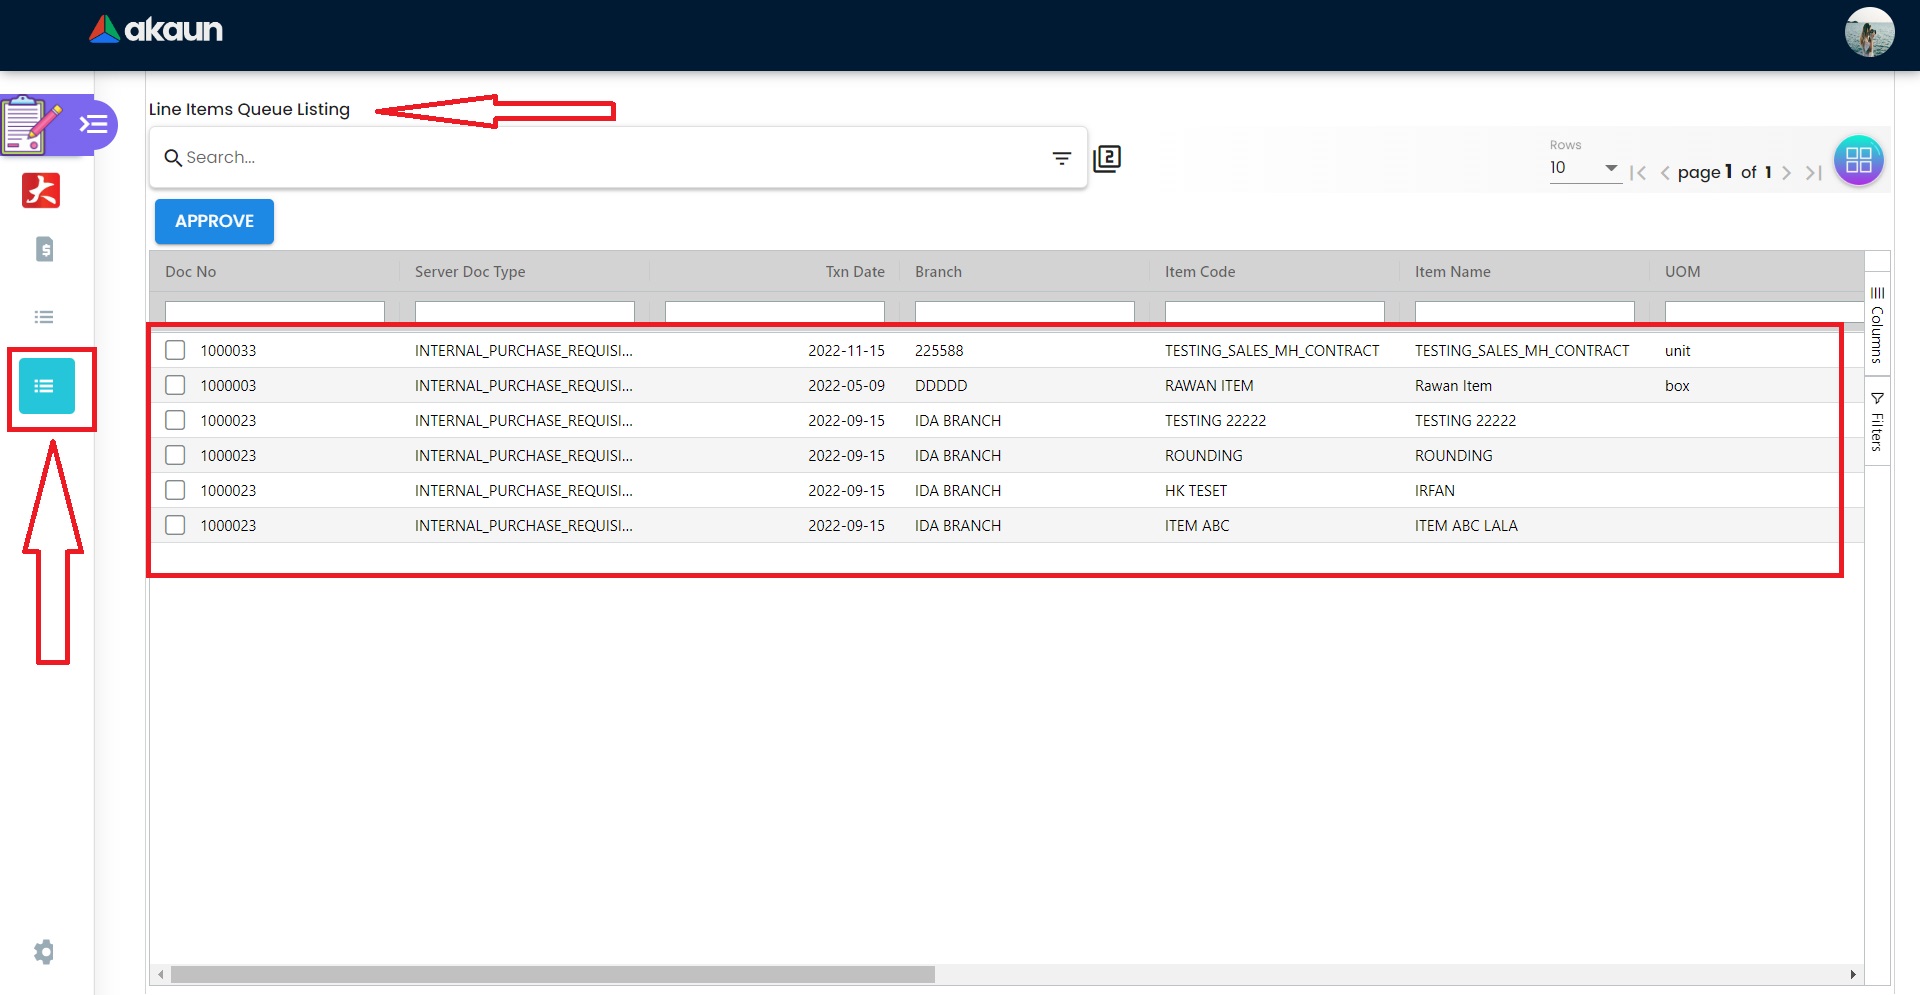 akaun
Line Items Queue Listing
Search...
2
Rows
10
page 1 of 1
APPROVE
Doc No Server Doc Type Txn Date Branch Item Code Item Name UOM
1000033 INTERNAL_PURCHASE_REQUISI... 2022-11-15 225588 TESTING_SALES_MH_CONTRACT TESTING_SALES_MH_CONTRACT unit
1000003 INTERNAL_PURCHASE_REQUISI... 2022-05-09 DDDDD RAWAN ITEM Rawan Item box
1000023 INTERNAL_PURCHASE_REQUISI... 2022-09-15 IDA BRANCH TESTING 22222 TESTING 22222
1000023 INTERNAL_PURCHASE_REQUISI... 2022-09-15 IDA BRANCH ROUNDING ROUNDING
1000023 INTERNAL_PURCHASE_REQUISI... 2022-09-15 IDA BRANCH HK TESET IRFAN
1000023 INTERNAL_PURCHASE_REQUISI... 2022-09-15 IDA BRANCH ITEM ABC ITEM ABC LALA
Columns
Filters